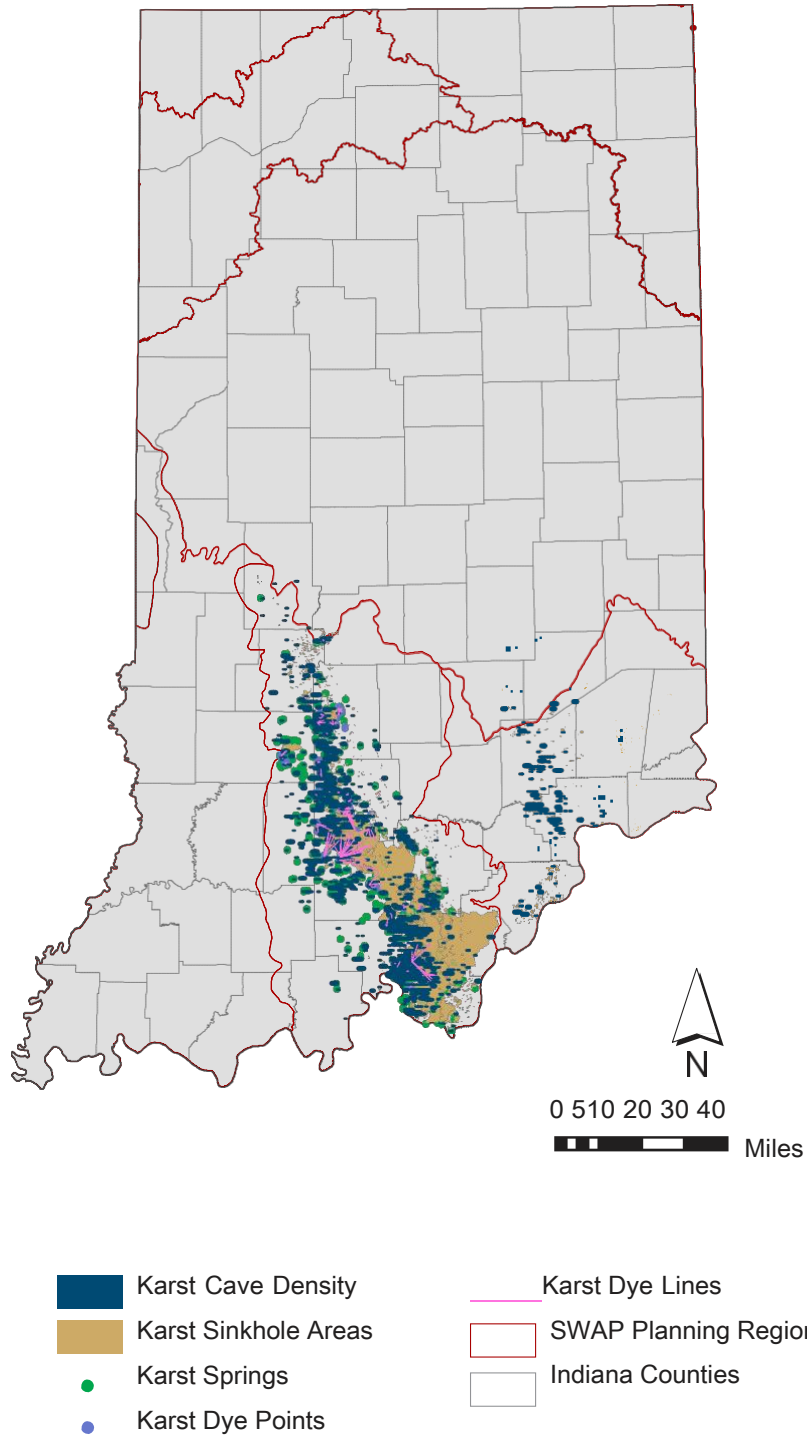 N
0 510 20 30 40
Miles
Karst Cave Density
Karst Sinkhole Areas
Karst Springs
Karst Dye Points
Karst Dye Lines
SWAP Planning Region
Indiana Counties